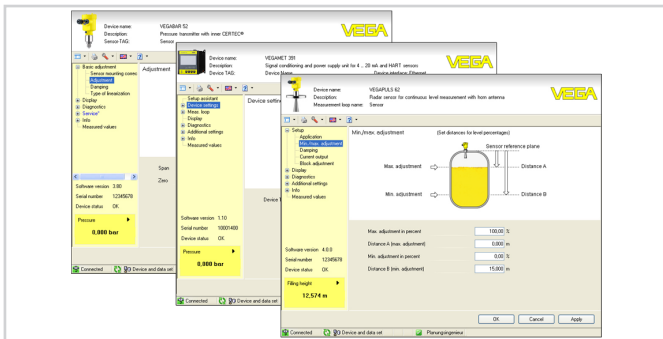 Device name: VEGABAR 52
Description: Pressure transmitter with inner CERTEC®
Sensor TAG: Sensor
VEGA
Basic adjustment
Sensor mounting correc
Adjustment
Damping
Type of linearization
Display
Diagnostics
Service
Info
Measured values
Adjustment
Span
Zero
Software version 3.80
Serial number 12345678
Device status OK
Pressure
0,000 bar
Connected Device and data set
Device name: VEGAMET 391
Description: Signal conditioning and power supply unit for 4 .. 20 mA and HART sensors
Device TAG: Device Name Device interface: Ethernet
VEGA
Setup assistant
Device settings
Meas. loop
Display
Diagnostics
Additional settings
Info
Measured values
Device settin
Device T
Software version 1.10
Serial number 10001400
Device status OK
Pressure
0,000 bar
Connected Device and data set
Device name: VEGAPULS 62
Description: Radar sensor for continuous level measurement with horn antenna
Measurement loop name: Sensor
VEGA
Setup
Application
Min./max. adjustment
Damping
Current output
Block adjustment
Display
Diagnostics
Additional settings
Info
Measured values
Min./max. adjustment (Set distances for level percentages)
Sensor reference plane
Max. adjustment
Distance A
Min. adjustment
Distance B
Max. adjustment in percent 100,00 %
Distance A (max. adjustment) 0,000 m
Min. adjustment in percent 0,00 %
Distance B (min. adjustment) 15,000 m
Software version 4.0.0
Serial number 12345678
Device status OK
Filling height
12,574 m
OK Cancel Apply
Connected Device and data set Planungsingenieur: